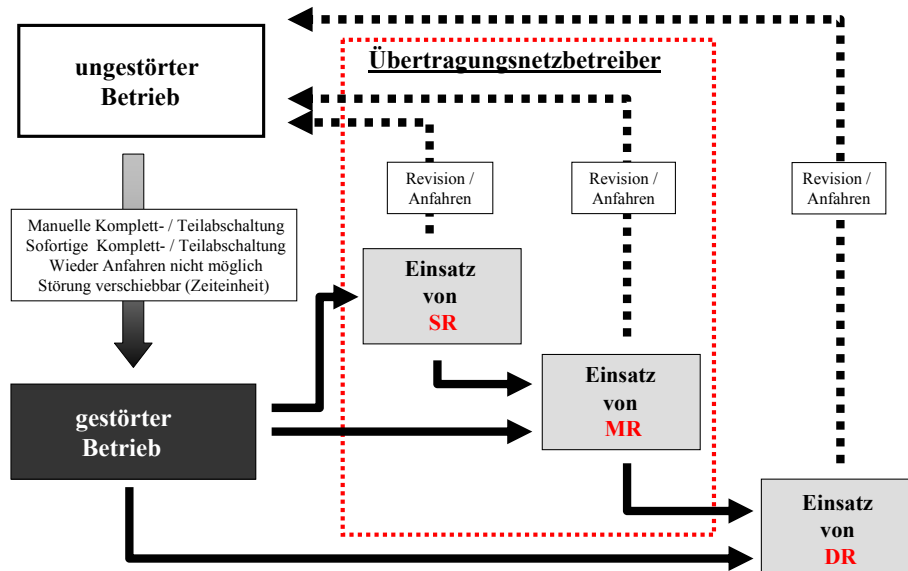 Übertragungsnetzbetreiber
ungestörter
Betrieb
Revision /
Anfahren
Revision /
Anfahren
Revision /
Anfahren
Manuelle Komplett- / Teilabschaltung
Sofortige Komplett- / Teilabschaltung
Wieder Anfahren nicht möglich
Störung verschiebbar (Zeiteinheit)
Einsatz
von
SR
Einsatz
von
MR
gestörter
Betrieb
Einsatz
von
DR